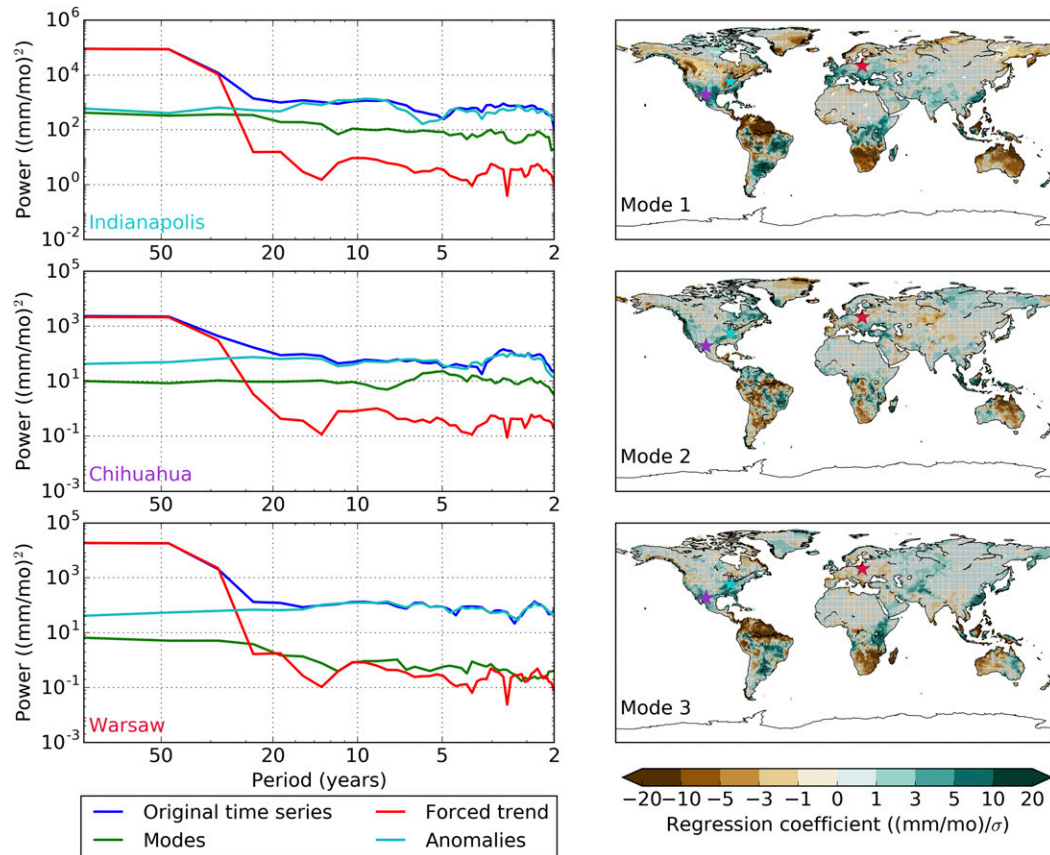 10^6
10^4
10^2
10^0
10^-2
Power ((mm/mo)^2)
Indianapolis
50 20 10 5 2
Mode 1
10^5
10^3
10^1
10^-1
10^-3
Power ((mm/mo)^2)
Chihuahua
50 20 10 5 2
Mode 2
10^5
10^3
10^1
10^-1
10^-3
Power ((mm/mo)^2)
Warsaw
50 20 10 5 2
Period (years)
Mode 3
Original time series
Forced trend
Modes
Anomalies
−20 −10 −5 −3 −1 0 1 3 5 10 20
Regression coefficient ((mm/mo)/σ)